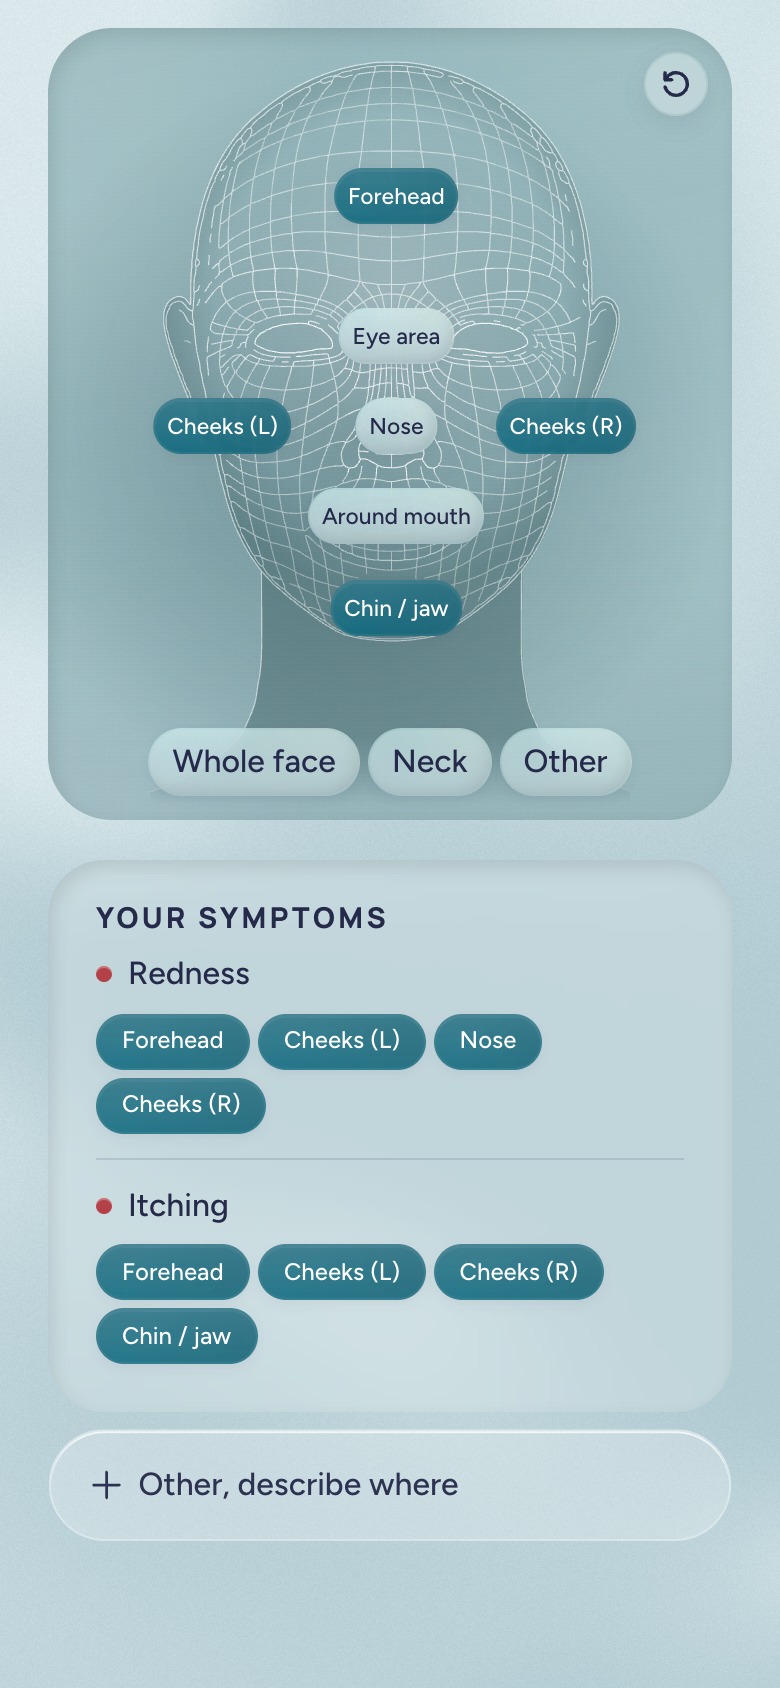 Forehead
Eye area
Cheeks (L) Nose Cheeks (R)
Around mouth
Chin / jaw
Whole face Neck Other
YOUR SYMPTOMS
Redness
Forehead Cheeks (L) Nose
Cheeks (R)
Itching
Forehead Cheeks (L) Cheeks (R)
Chin / jaw
Other, describe where